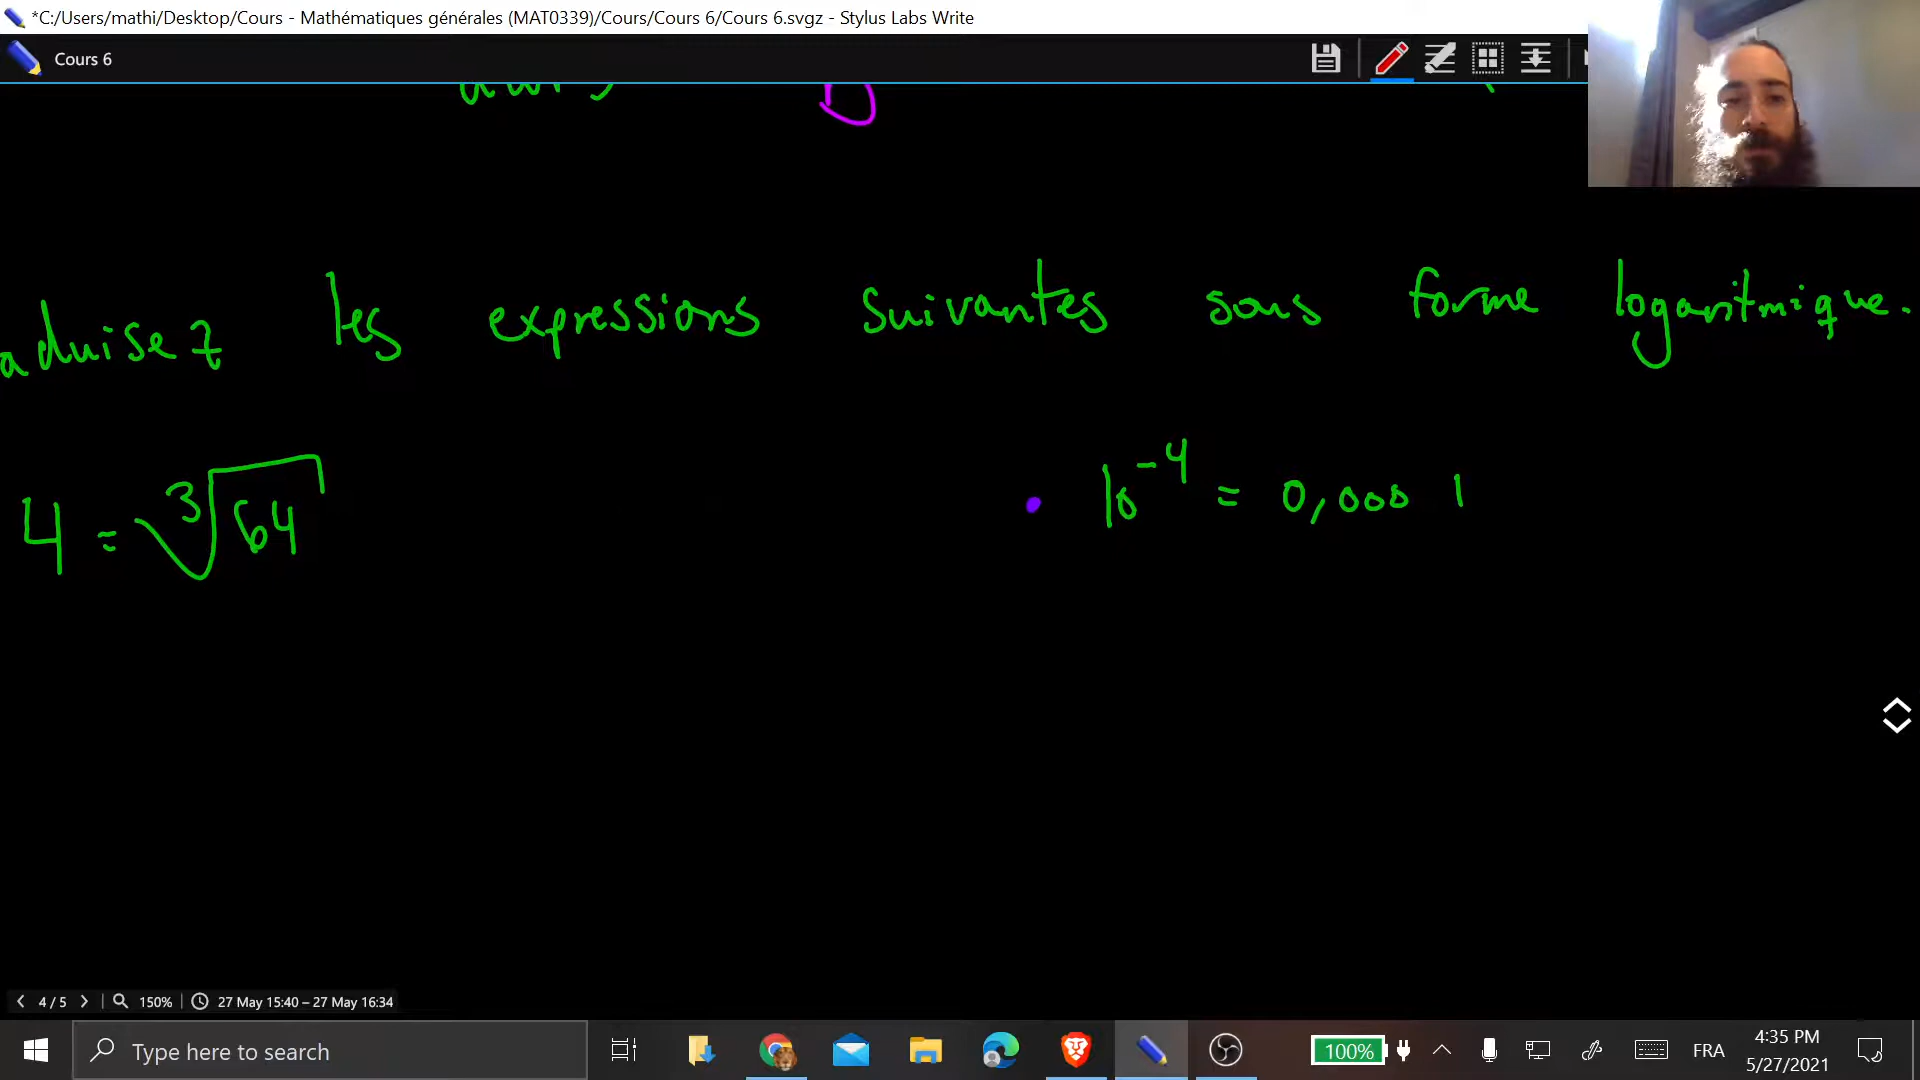 *C:/Users/mathi/Desktop/Cours - Mathématiques générales (MAT0339)/Cours/Cours 6/Cours 6.svgz - Stylus Labs Write
Cours 6
aduisez les expressions suivantes sous forme logaritmique.
4 = ∛64
• 10⁻⁴ = 0,000 1
4 / 5 150% 27 May 15:40 – 27 May 16:34
Type here to search
100%
FRA
4:35 PM
5/27/2021